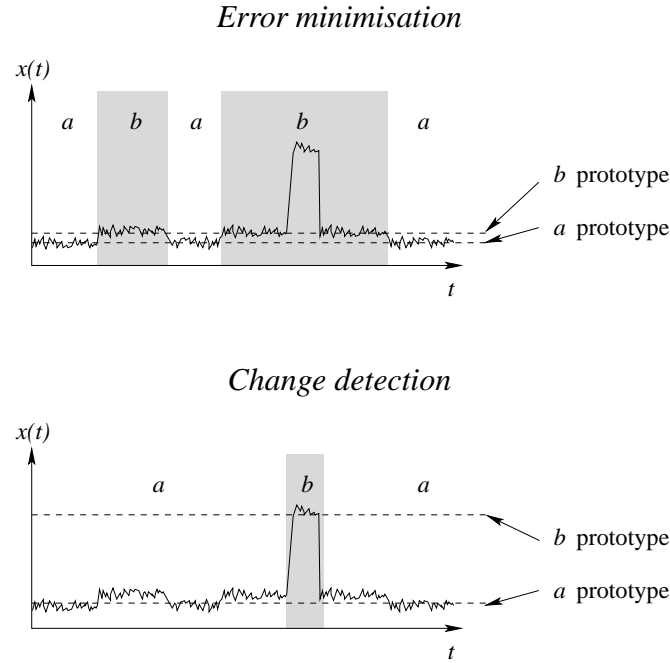 Error minimisation
x(t)
a b a b a
b prototype
a prototype
t
Change detection
x(t)
a b a
b prototype
a prototype
t